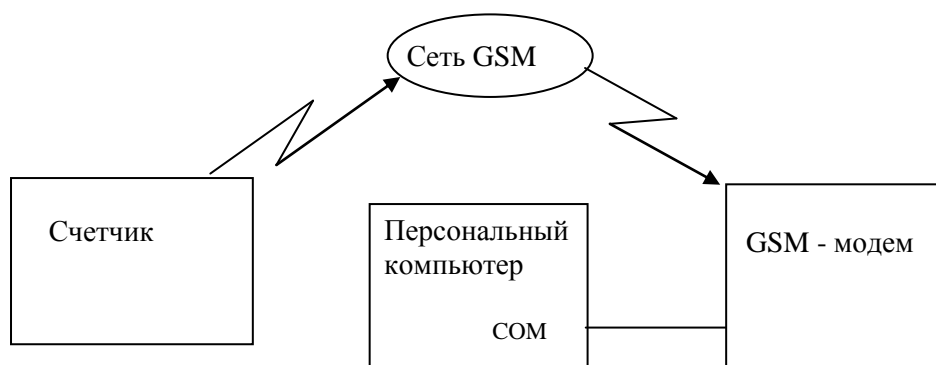 Сеть GSM
Счетчик
Персональный
компьютер
COM
GSM - модем